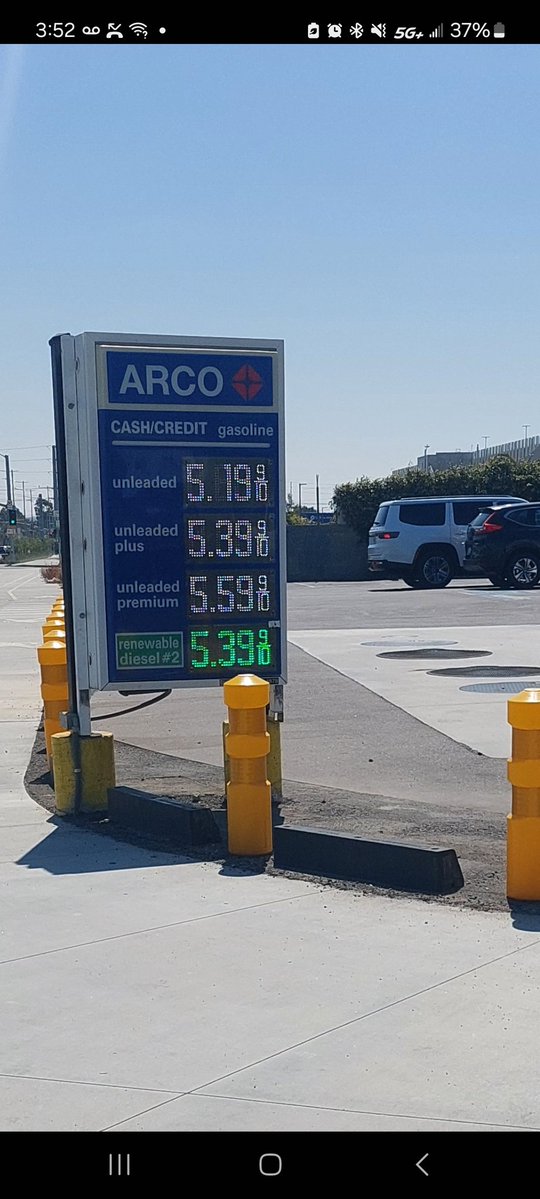 3:52 5G+ 37%
ARCO
CASH/CREDIT gasoline
unleaded 5.19 9/10
unleaded
plus 5.39 9/10
unleaded
premium 5.59 9/10
renewable
diesel #2 5.39 9/10